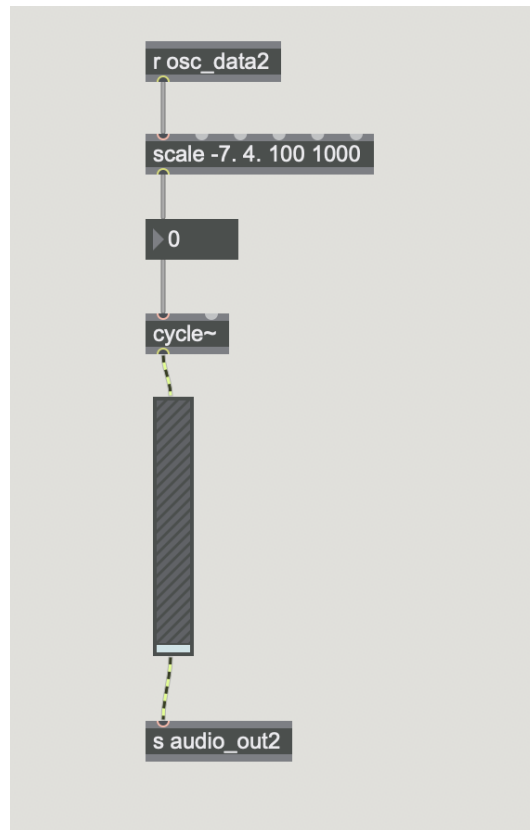 r osc_data2
scale -7. 4. 100 1000
0
cycle~
s audio_out2